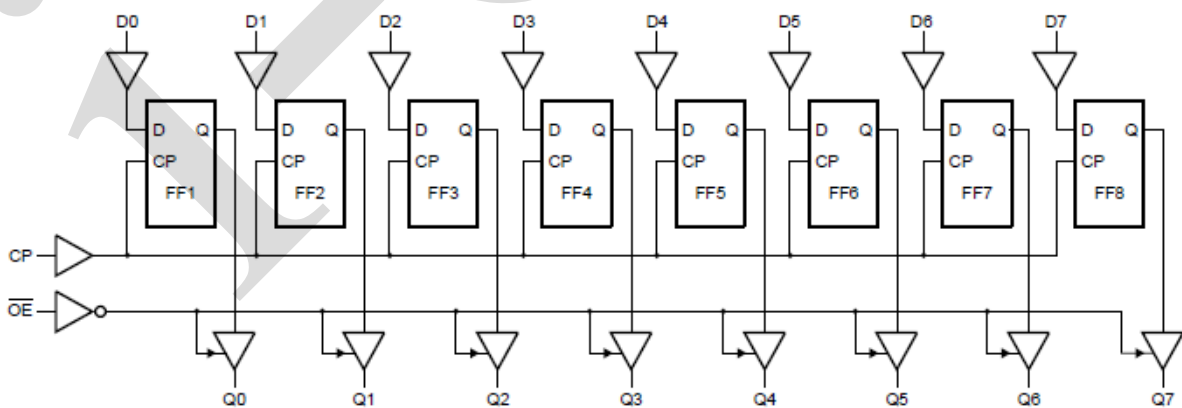 D0 D1 D2 D3 D4 D5 D6 D7
D Q D Q D Q D Q D Q D Q D Q D Q
CP CP CP CP CP CP CP CP
FF1 FF2 FF3 FF4 FF5 FF6 FF7 FF8
CP
O̅E̅
Q0 Q1 Q2 Q3 Q4 Q5 Q6 Q7